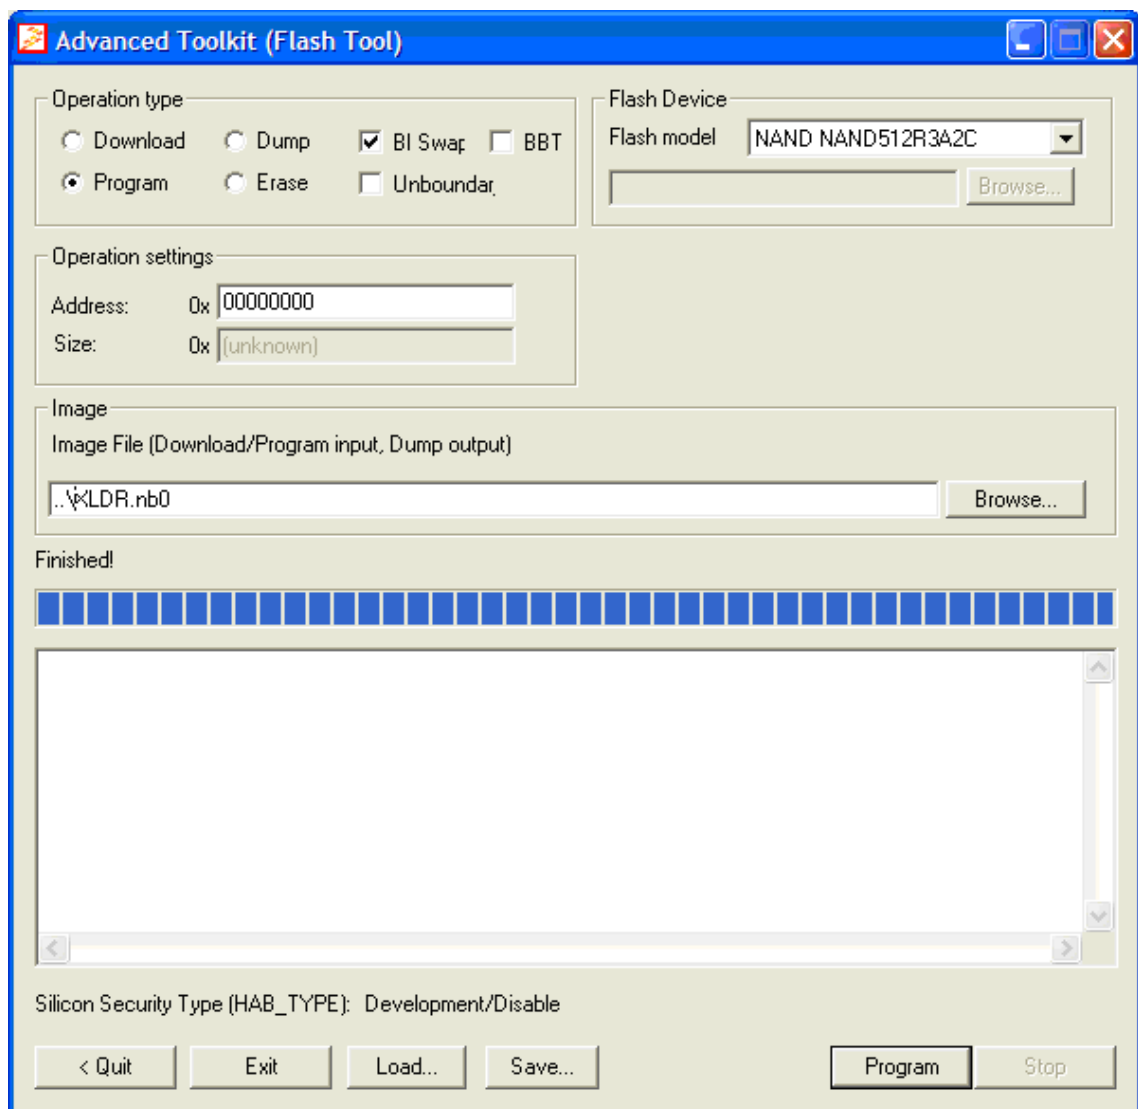 Advanced Toolkit (Flash Tool)
Operation type
Download Dump BI Swap BBT
Program Erase Unboundar
Flash Device
Flash model NAND NAND512R3A2C
Browse...
Operation settings
Address: 0x 00000000
Size: 0x (unknown)
Image
Image File (Download/Program input, Dump output)
Browse...
Finished!
Silicon Security Type (HAB_TYPE): Development/Disable
< Quit Exit Load... Save... Program Stop